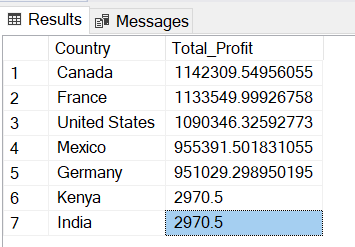 Results Messages
Country Total_Profit
1 Canada 1142309.54956055
2 France 1133549.99926758
3 United States 1090346.32592773
4 Mexico 955391.501831055
5 Germany 951029.298950195
6 Kenya 2970.5
7 India 2970.5